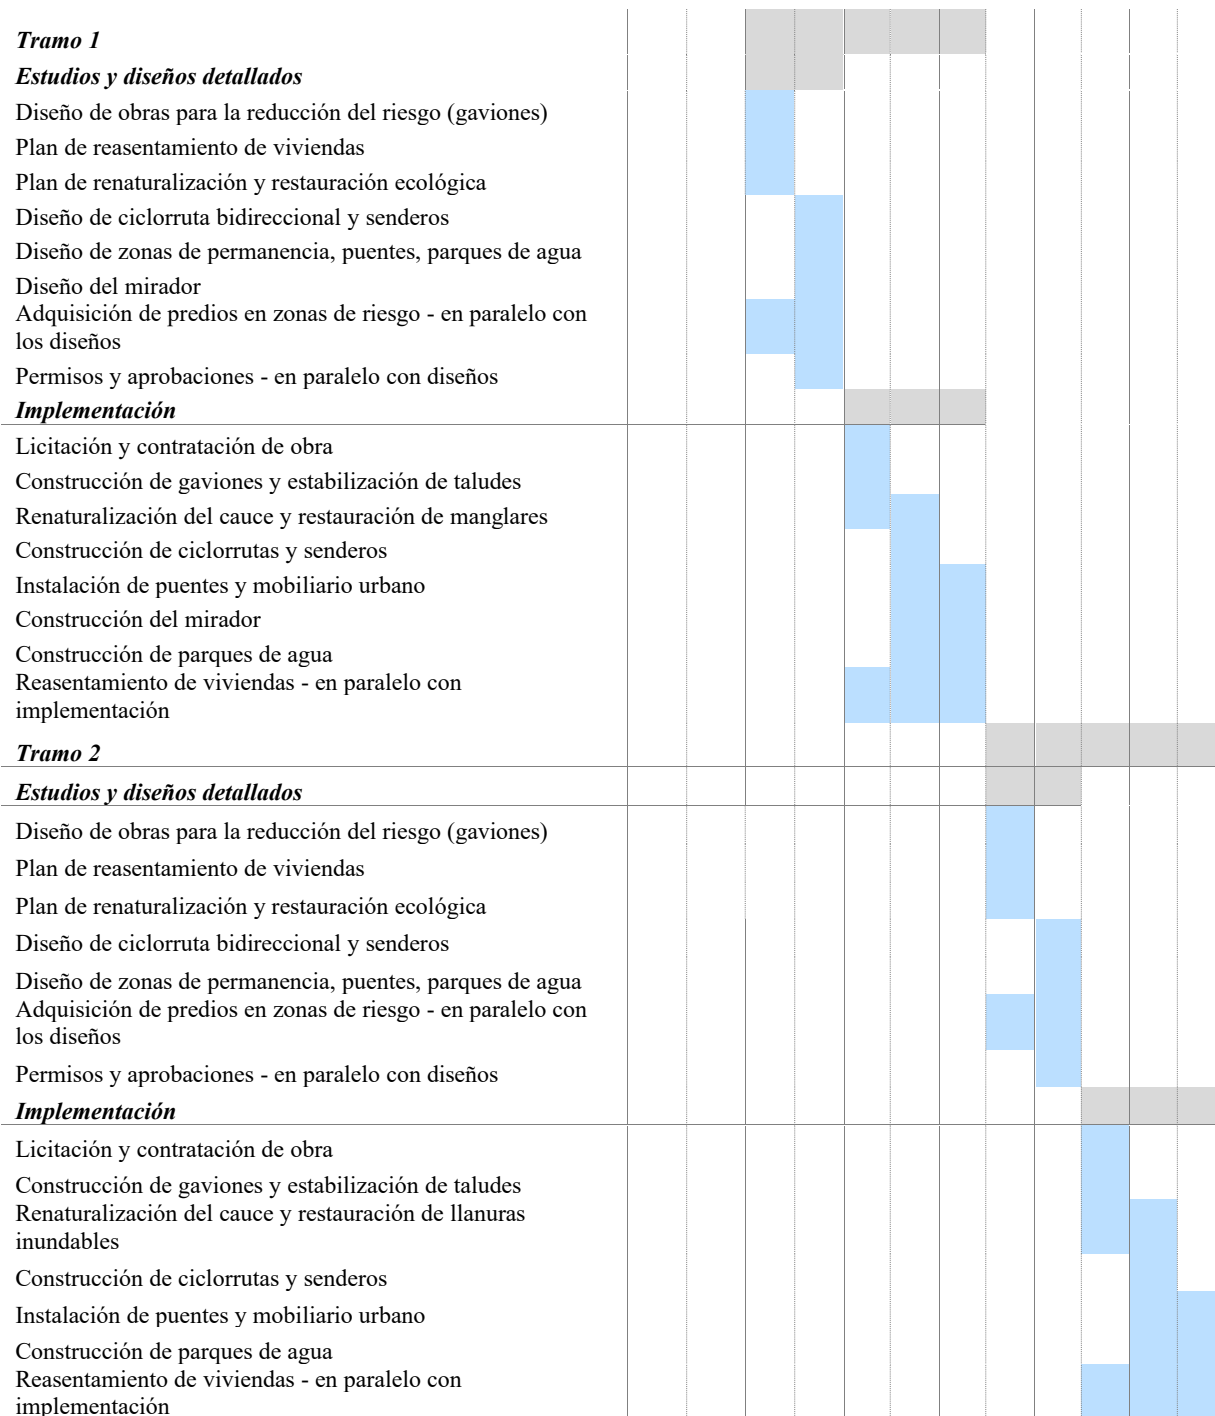 Tramo 1
Estudios y diseños detallados
Diseño de obras para la reducción del riesgo (gaviones)
Plan de reasentamiento de viviendas
Plan de renaturalización y restauración ecológica
Diseño de ciclorruta bidireccional y senderos
Diseño de zonas de permanencia, puentes, parques de agua
Diseño del mirador
Adquisición de predios en zonas de riesgo - en paralelo con
los diseños
Permisos y aprobaciones - en paralelo con diseños
Implementación
Licitación y contratación de obra
Construcción de gaviones y estabilización de taludes
Renaturalización del cauce y restauración de manglares
Construcción de ciclorrutas y senderos
Instalación de puentes y mobiliario urbano
Construcción del mirador
Construcción de parques de agua
Reasentamiento de viviendas - en paralelo con
implementación
Tramo 2
Estudios y diseños detallados
Diseño de obras para la reducción del riesgo (gaviones)
Plan de reasentamiento de viviendas
Plan de renaturalización y restauración ecológica
Diseño de ciclorruta bidireccional y senderos
Diseño de zonas de permanencia, puentes, parques de agua
Adquisición de predios en zonas de riesgo - en paralelo con
los diseños
Permisos y aprobaciones - en paralelo con diseños
Implementación
Licitación y contratación de obra
Construcción de gaviones y estabilización de taludes
Renaturalización del cauce y restauración de llanuras
inundables
Construcción de ciclorrutas y senderos
Instalación de puentes y mobiliario urbano
Construcción de parques de agua
Reasentamiento de viviendas - en paralelo con
implementación